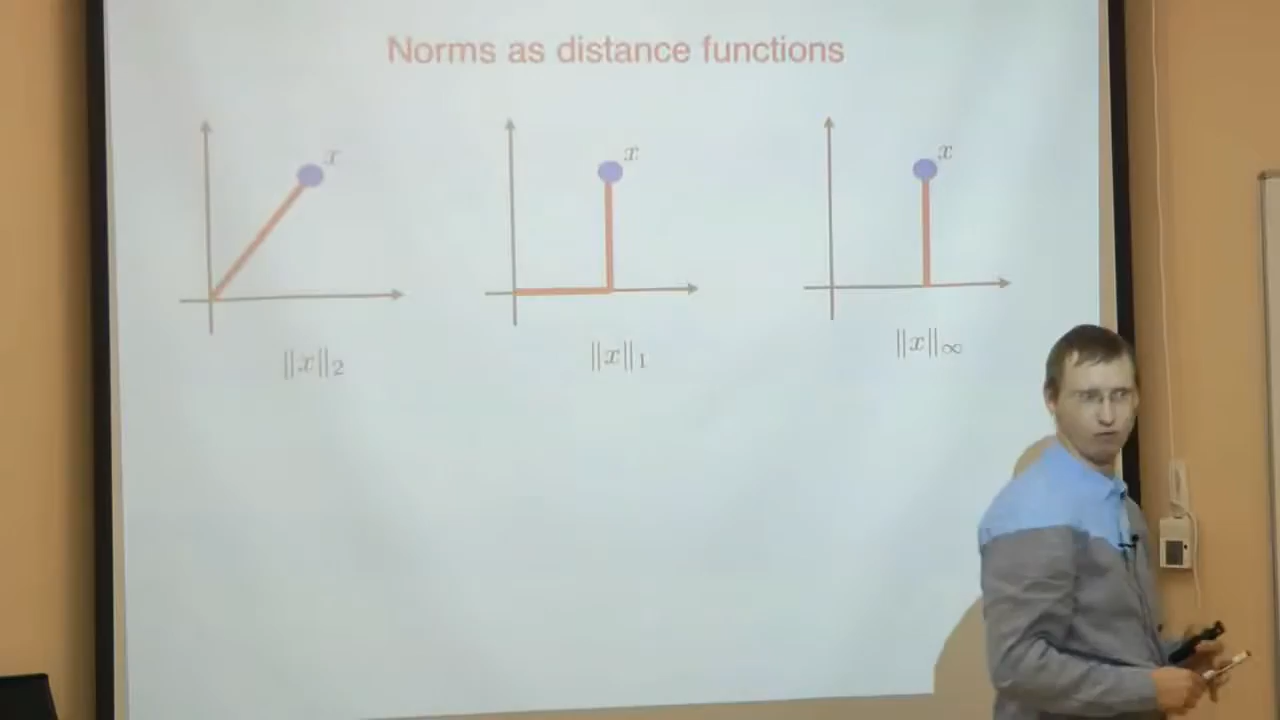 Norms as distance functions
x
x
x
‖x‖₂
‖x‖₁
‖x‖∞